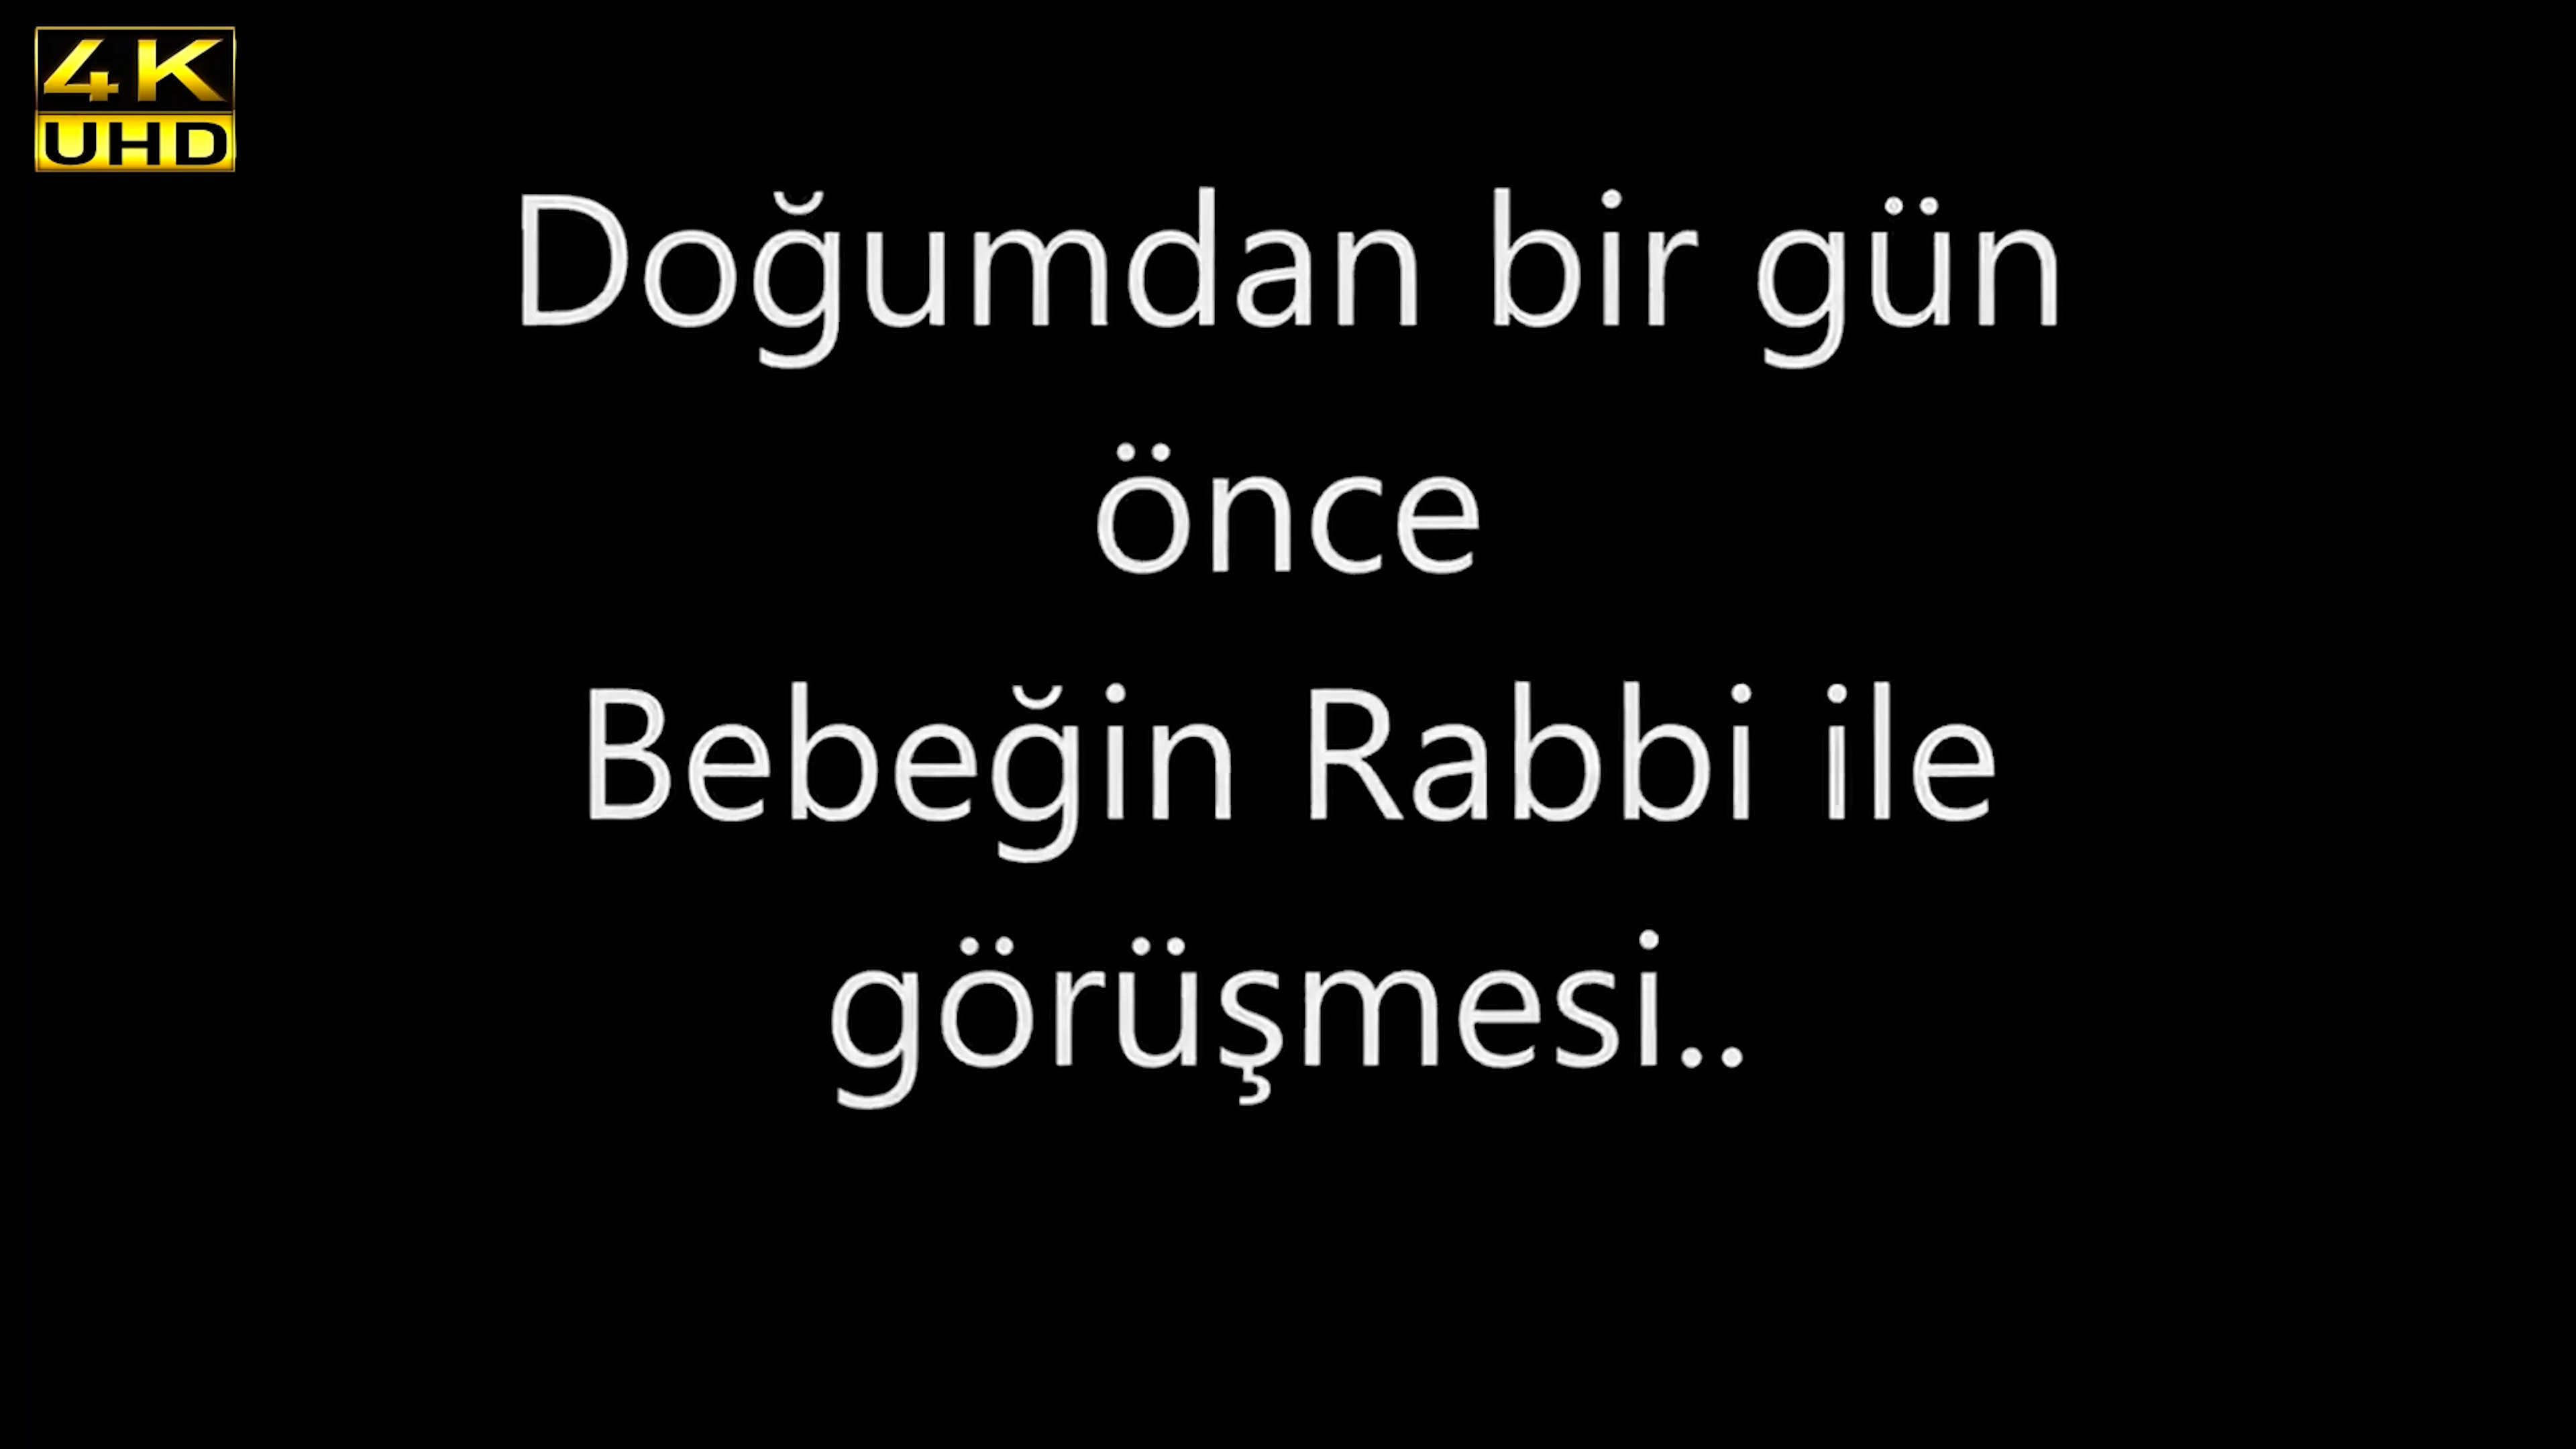 4K
UHD
Doğumdan bir gün
önce
Bebeğin Rabbi ile
görüşmesi..